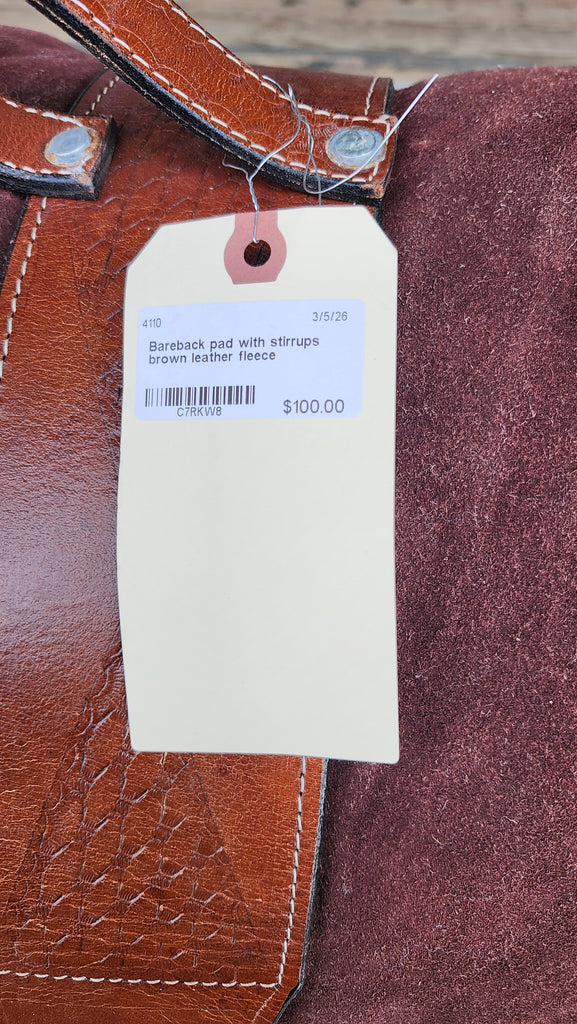 4110 3/5/26
Bareback pad with stirrups
brown leather fleece
C7RKW8 $100.00